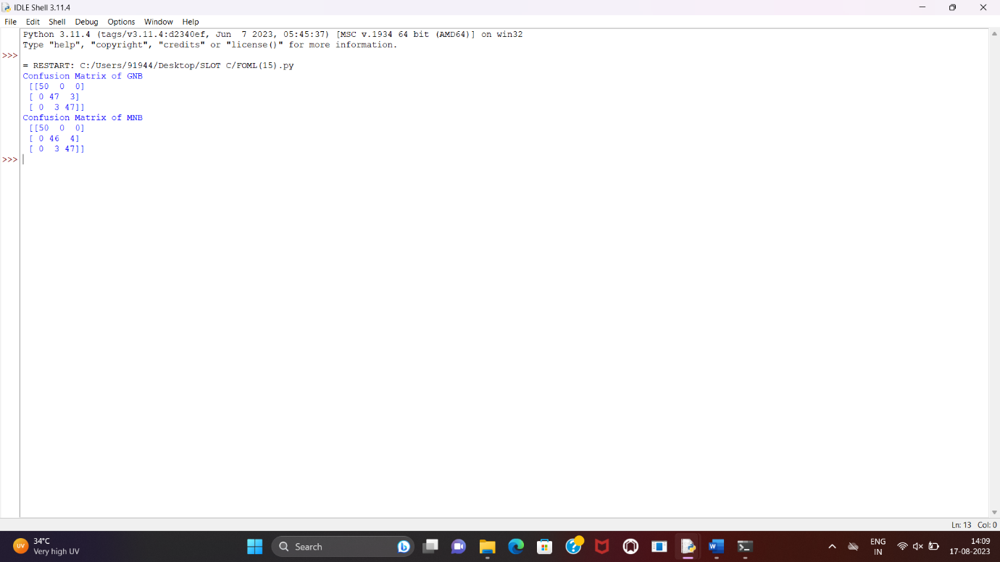 IDLE Shell 3.11.4
File Edit Shell Debug Options Window Help
Python 3.11.4 (tags/v3.11.4:d2340ef, Jun  7 2023, 05:45:37) [MSC v.1934 64 bit (AMD64)] on win32
Type "help", "copyright", "credits" or "license()" for more information.
>>>
= RESTART: C:/Users/91944/Desktop/SLOT C/FOML(15).py
Confusion Matrix of GNB
 [[50  0  0]
 [ 0 47  3]
 [ 0  3 47]]
Confusion Matrix of MNB
 [[50  0  0]
 [ 0 46  4]
 [ 0  3 47]]
>>>
Ln: 13 Col: 0
UV
34°C
Very high UV
Search
ENG
IN
14:09
17-08-2023